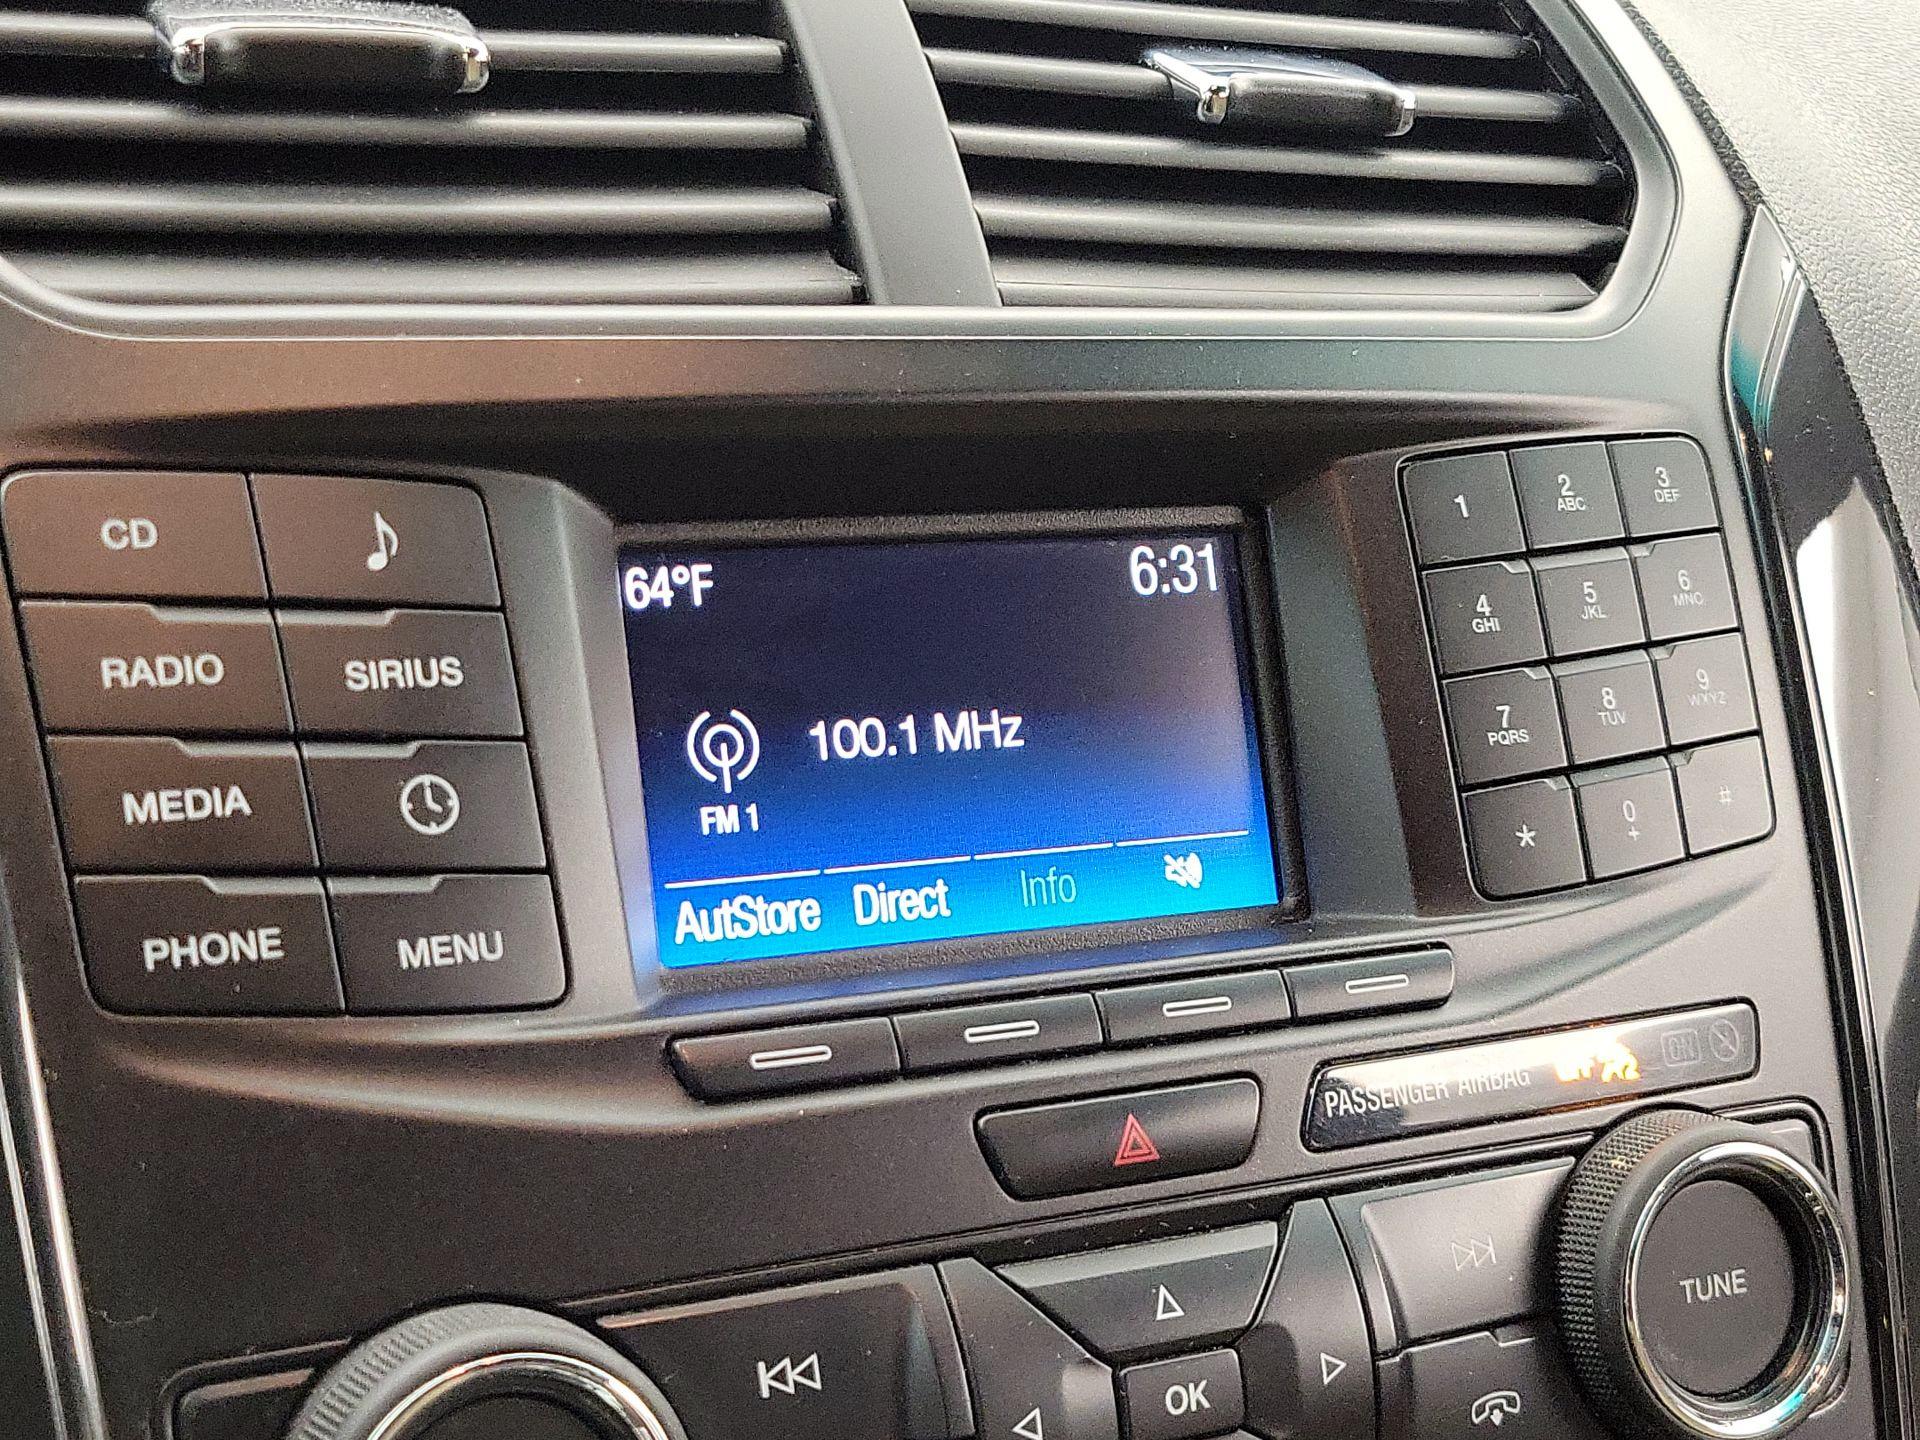 CD
RADIO
SIRIUS
MEDIA
PHONE
MENU
64°F
6:31
100.1 MHz
FM 1
AutStore
Direct
Info
1
2
ABC
3
DEF
4
GHI
5
JKL
6
MNO
7
PQRS
8
TUV
9
WXYZ
*
0
+
#
PASSENGER AIRBAG
ON
TUNE
OK